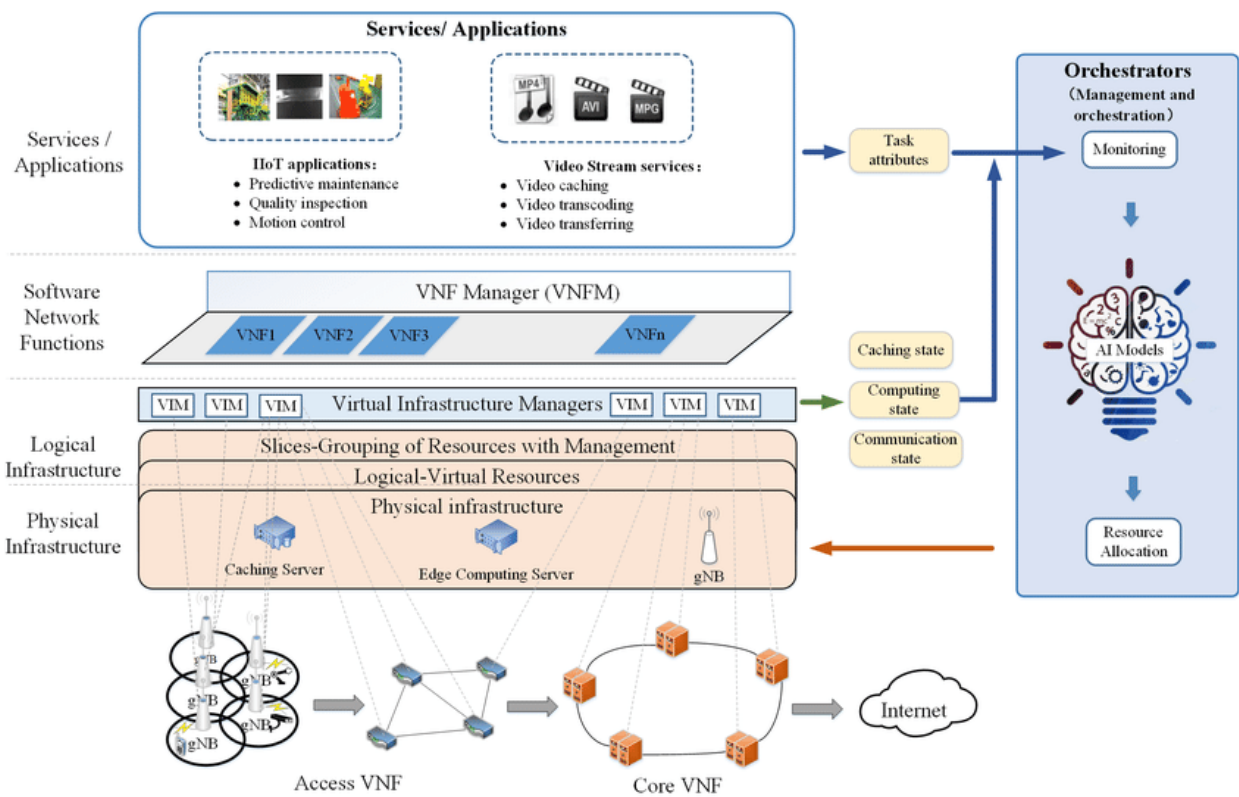 Services/ Applications
MP4
AVI
MPG
IIoT applications:
• Predictive maintenance
• Quality inspection
• Motion control
Video Stream services:
• Video caching
• Video transcoding
• Video transferring
Services /
Applications
Task
attributes
Orchestrators
(Management and
orchestration)
Monitoring
AI Models
Resource
Allocation
Software
Network
Functions
VNF Manager (VNFM)
VNF1
VNF2
VNF3
VNFn
Caching state
Computing
state
Communication
state
VIM
VIM
VIM
Virtual Infrastructure Managers
VIM
VIM
VIM
Logical
Infrastructure
Slices-Grouping of Resources with Management
Logical-Virtual Resources
Physical
Infrastructure
Physical infrastructure
Caching Server
Edge Computing Server
gNB
gNB
gNB
gNB
gNB
gNB
Internet
Access VNF
Core VNF